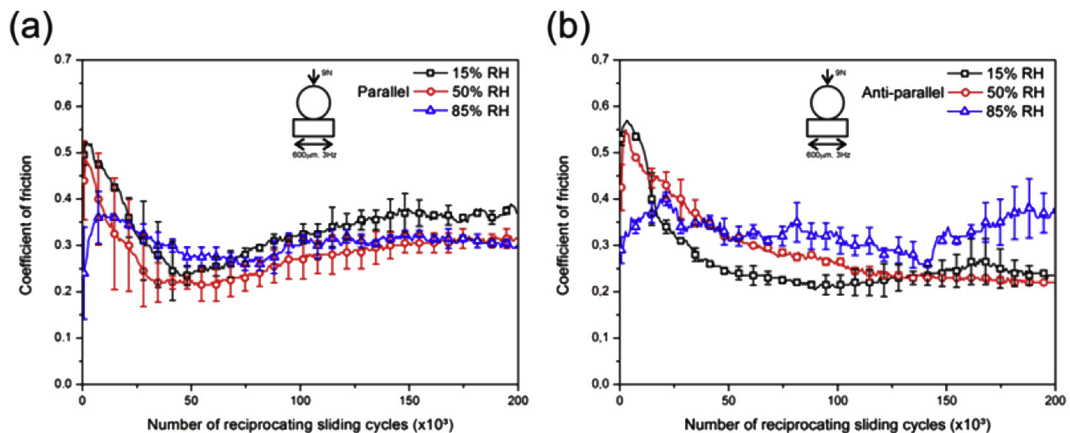 (a)
0.7
0.6
0.5
0.4
0.3
0.2
0.1
0.0
Coefficient of friction
9N
600µm, 3Hz
Parallel
15% RH
50% RH
85% RH
0 50 100 150 200
Number of reciprocating sliding cycles (x10³)
(b)
0.7
0.6
0.5
0.4
0.3
0.2
0.1
0.0
Coefficient of friction
9N
600µm, 3Hz
Anti-parallel
15% RH
50% RH
85% RH
0 50 100 150 200
Number of reciprocating sliding cycles (x10³)